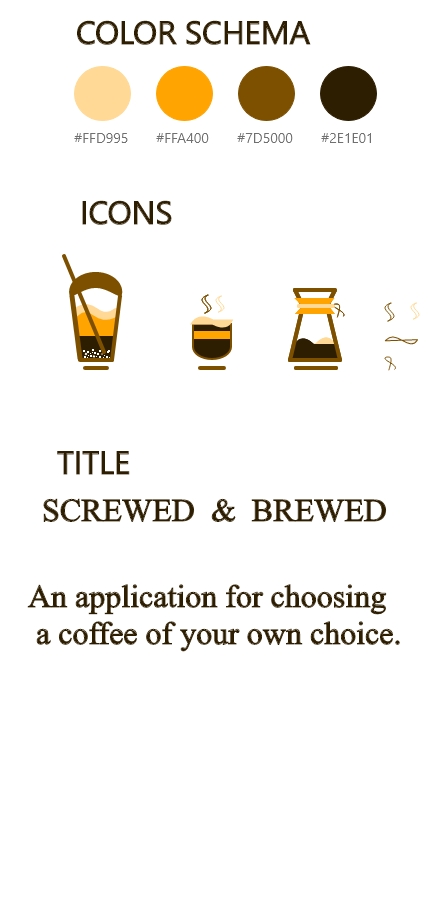 COLOR SCHEMA
#FFD995 #FFA400 #7D5000 #2E1E01
ICONS
TITLE
SCREWED & BREWED
An application for choosing
a coffee of your own choice.